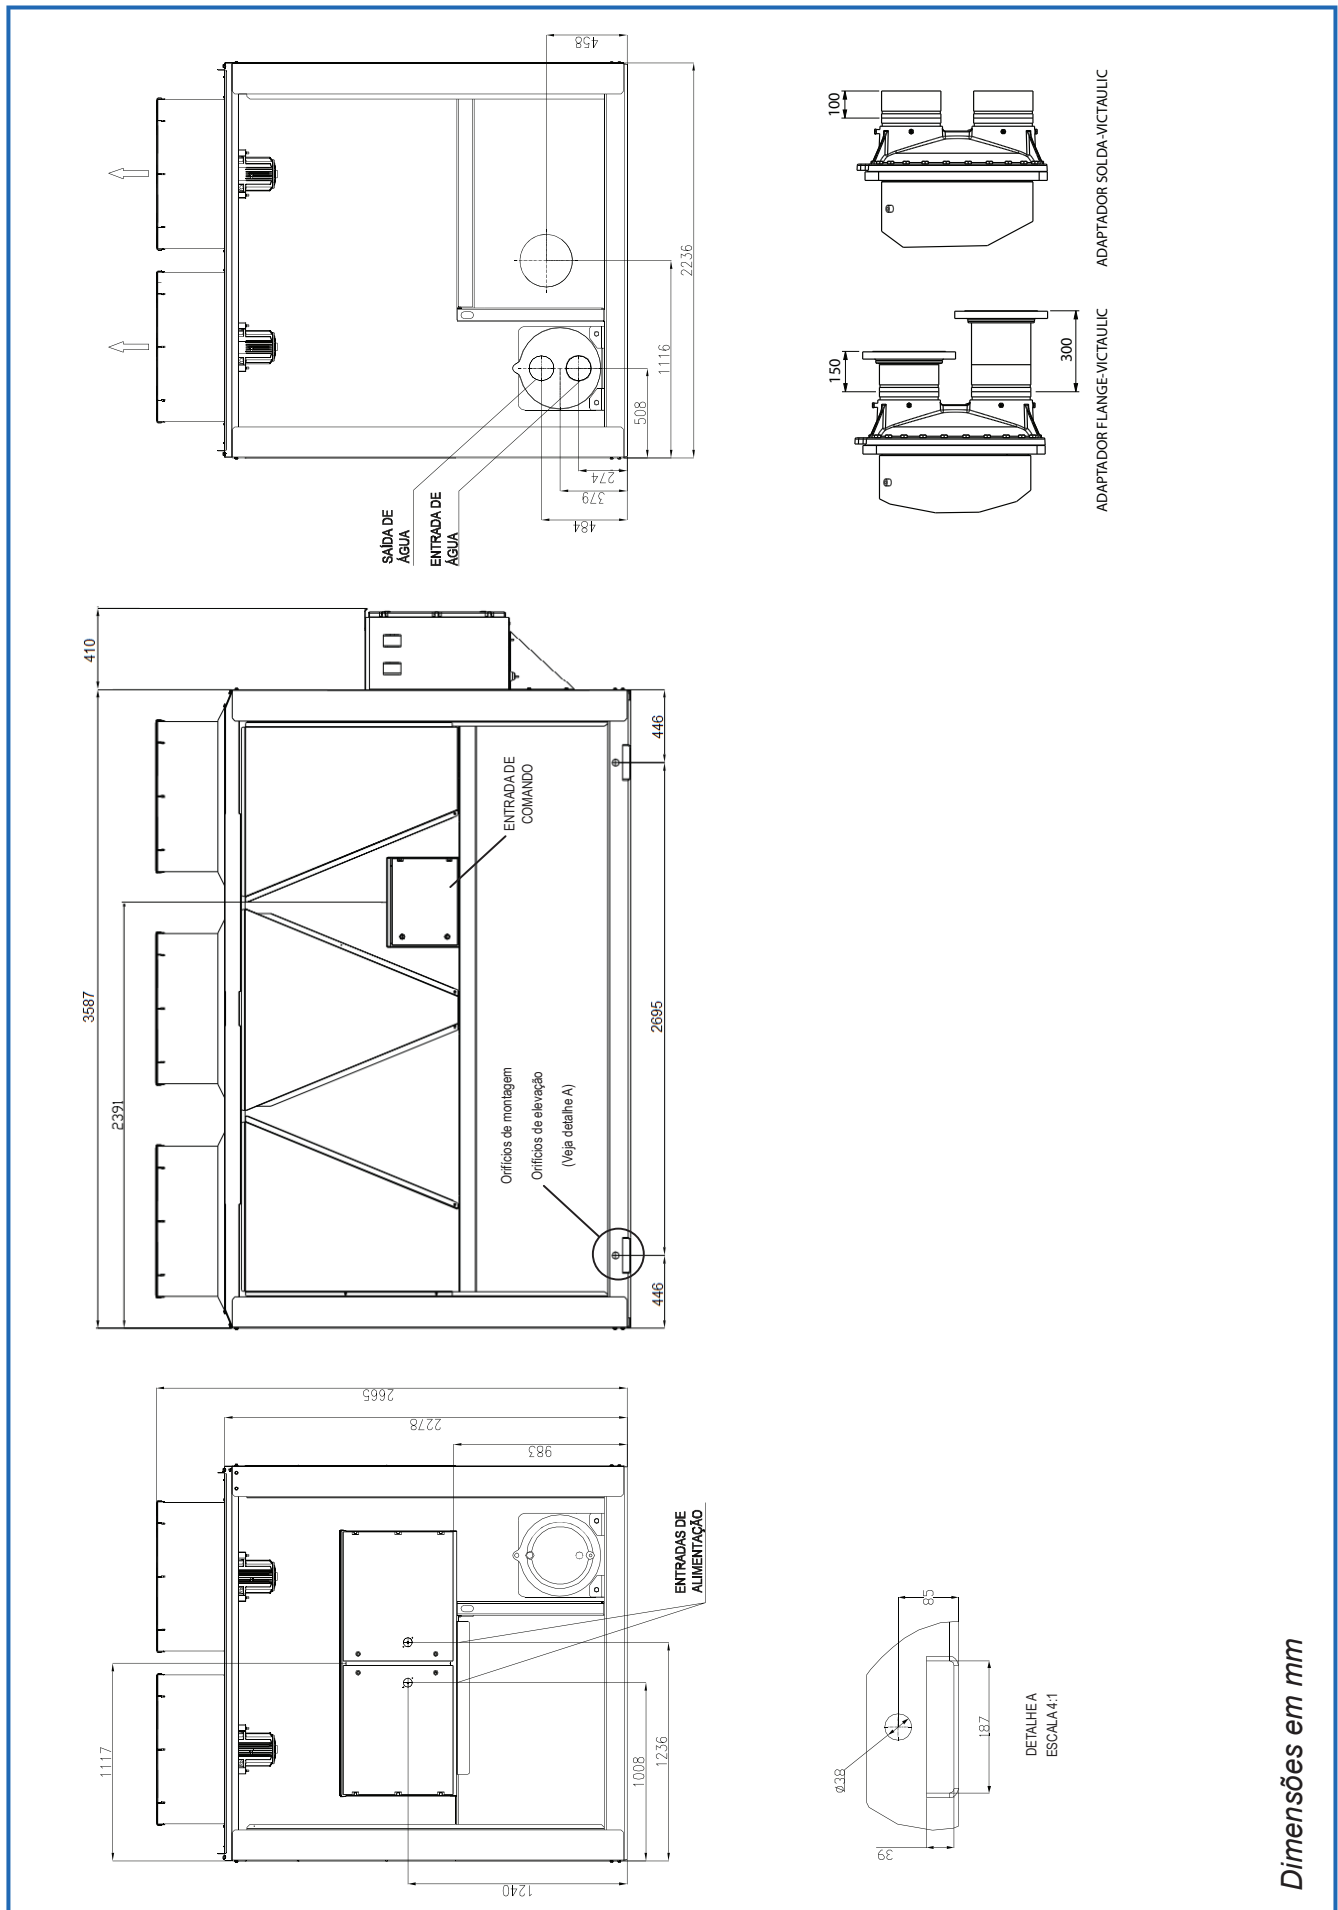 458
2236
1116
508
274
379
484
SAÍDA DE
ÁGUA
ENTRADA DE
ÁGUA
100
ADAPTADOR SOLDA-VICTAULIC
150
300
ADAPTADOR FLANGE-VICTAULIC
410
3587
2391
446
2695
446
ENTRADA DE
COMANDO
Orifícios de montagem
Orifícios de elevação
(Veja detalhe A)
2665
2278
983
1117
1240
1008
1236
ENTRADAS DE
ALIMENTAÇÃO
85
187
Ø38
39
DETALHE A
ESCALA 4:1
Dimensões em mm